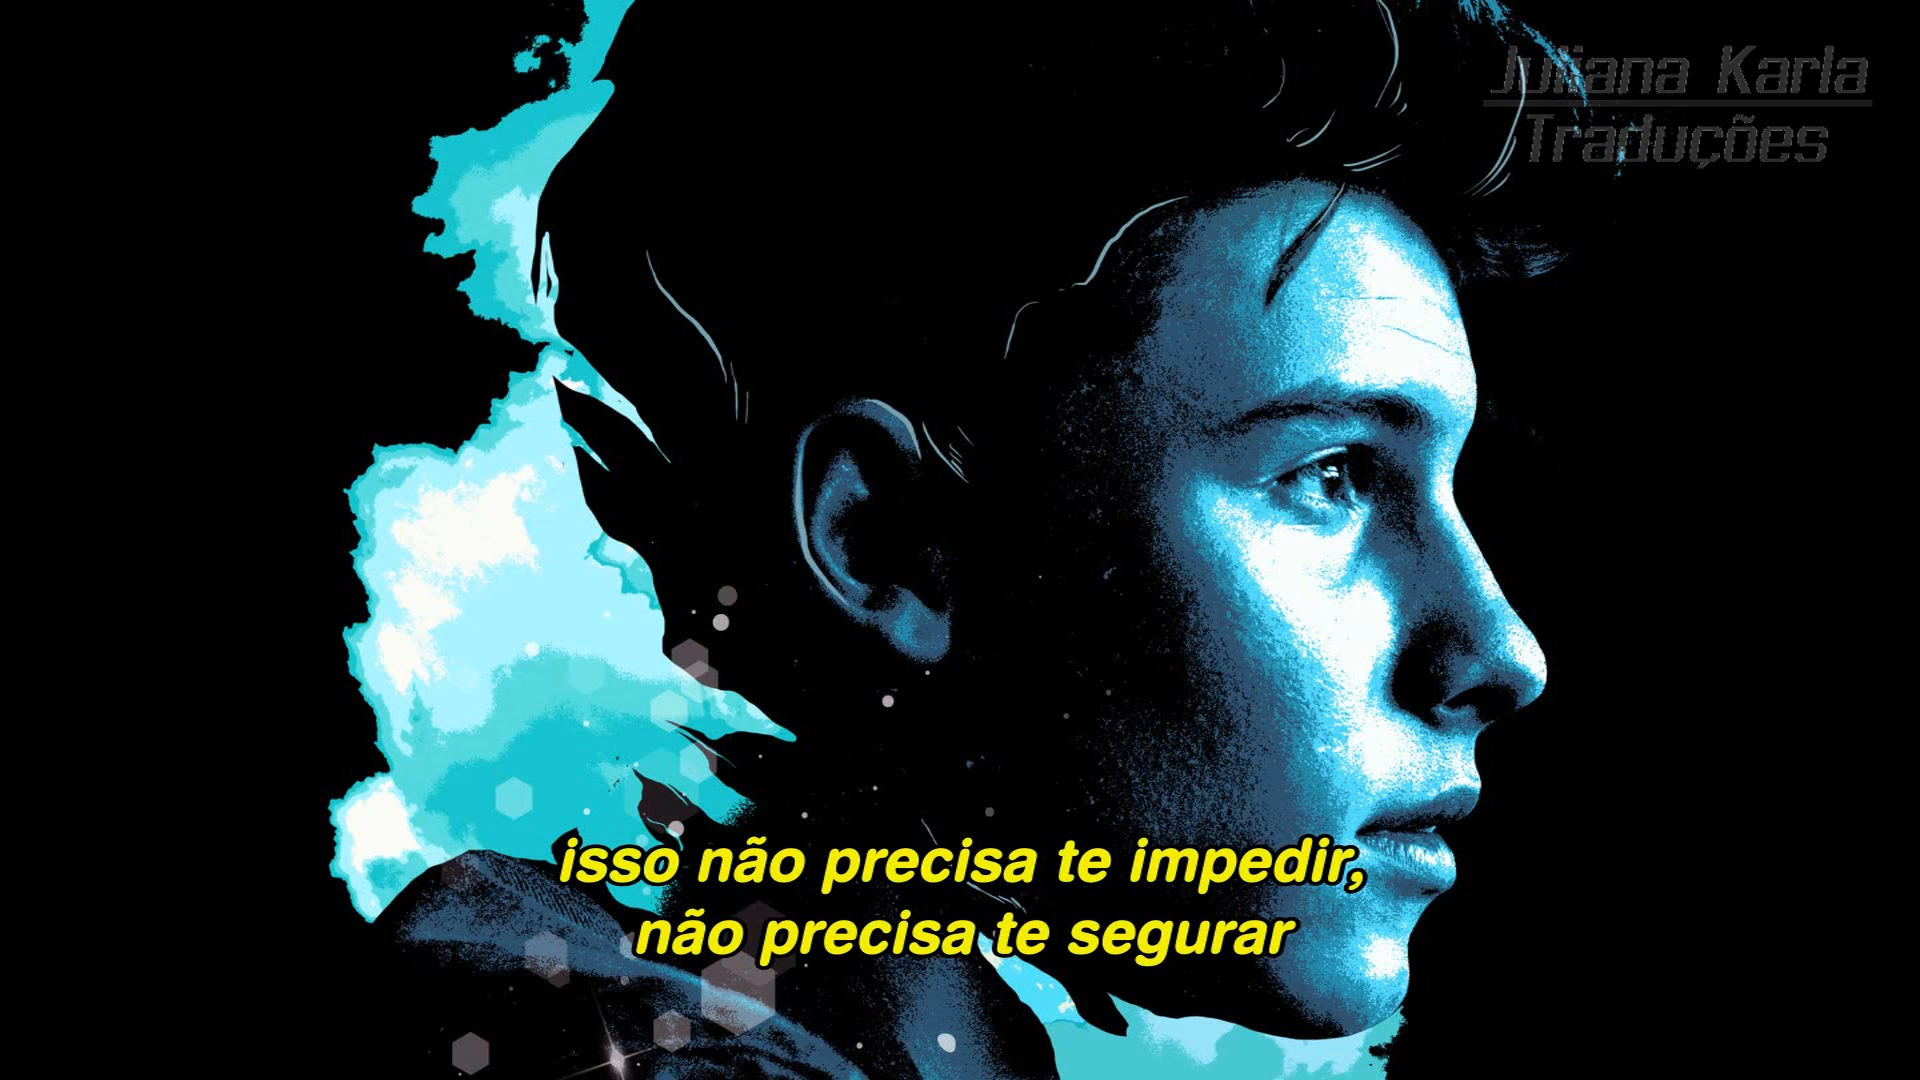 Juliana Karla
Traduções
isso não precisa te impedir,
não precisa te segurar